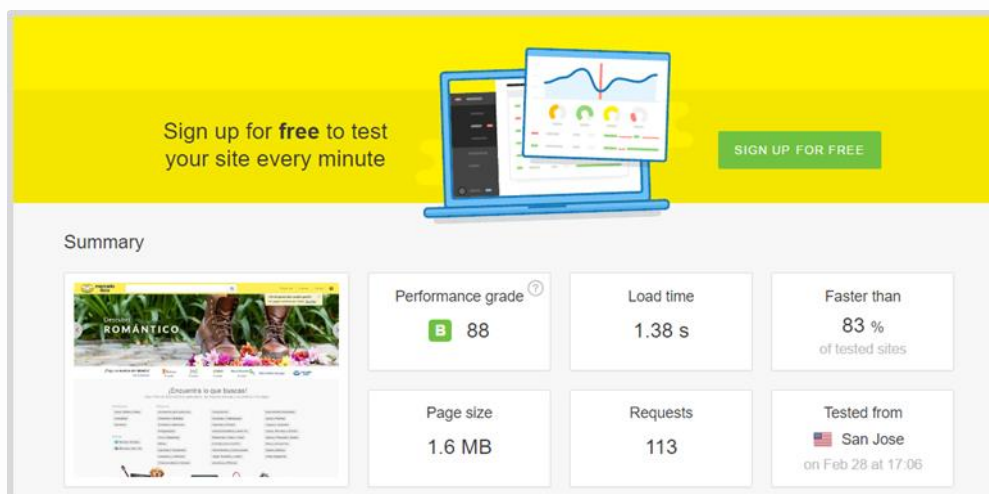 Sign up for free to test
your site every minute
SIGN UP FOR FREE
Summary
Descubre
ROMÁNTICO
¡Encuentra lo que buscas!
Performance grade ?
B 88
Load time
1.38 s
Faster than
83 %
of tested sites
Page size
1.6 MB
Requests
113
Tested from
San Jose
on Feb 28 at 17:06